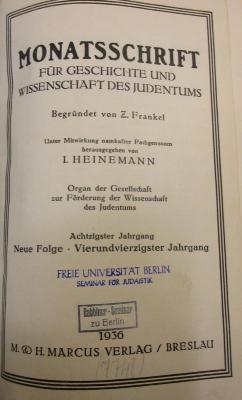 MONATSSCHRIFT
FÜR GESCHICHTE UND
WISSENSCHAFT DES JUDENTUMS
Begründet von Z. Frankel
Unter Mitwirkung namhafter Fachgenossen
herausgegeben von
I. HEINEMANN
Organ der Gesellschaft
zur Förderung der Wissenschaft
des Judentums
Achtzigster Jahrgang
Neue Folge · Vierundvierzigster Jahrgang
FREIE UNIVERSITÄT BERLIN
SEMINAR FÜR JUDAISTIK
Rabbiner-Seminar
zu Berlin
1936
M. & H. MARCUS VERLAG / BRESLAU